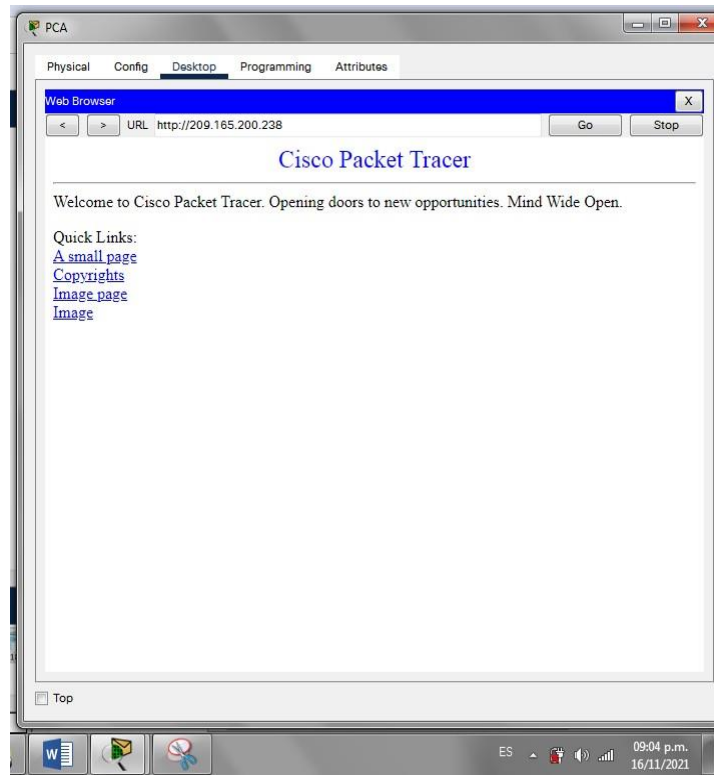 PCA
Physical Config Desktop Programming Attributes
Web Browser X
< > URL http://209.165.200.238 Go Stop
Cisco Packet Tracer
Welcome to Cisco Packet Tracer. Opening doors to new opportunities. Mind Wide Open.
Quick Links:
A small page
Copyrights
Image page
Image
Top
W ES 09:04 p.m.
16/11/2021